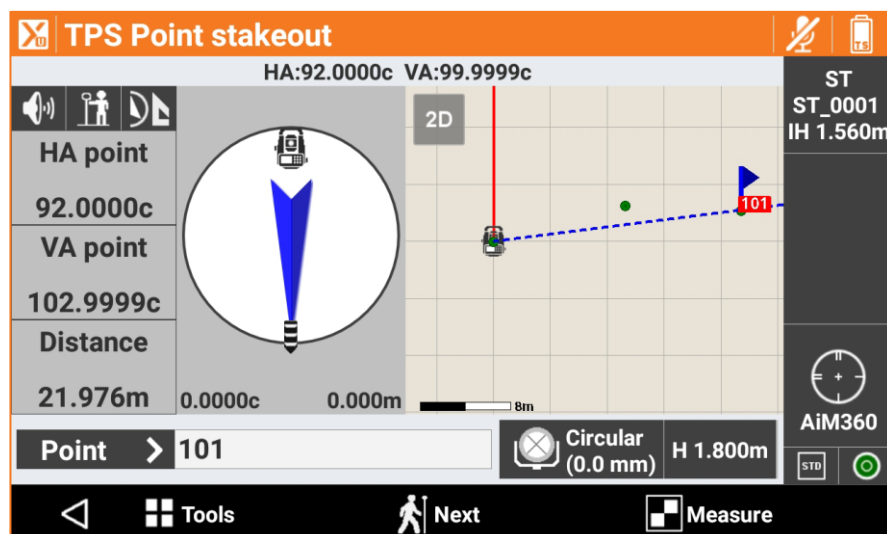 TPS Point stakeout
TS
HA:92.0000c VA:99.9999c
ST
ST_0001
IH 1.560m
2D
HA point
92.0000c
VA point
102.9999c
Distance
21.976m
0.0000c 0.000m
101
8m
AiM360
Point 101
Circular
(0.0 mm)
H 1.800m
STD
Tools Next Measure